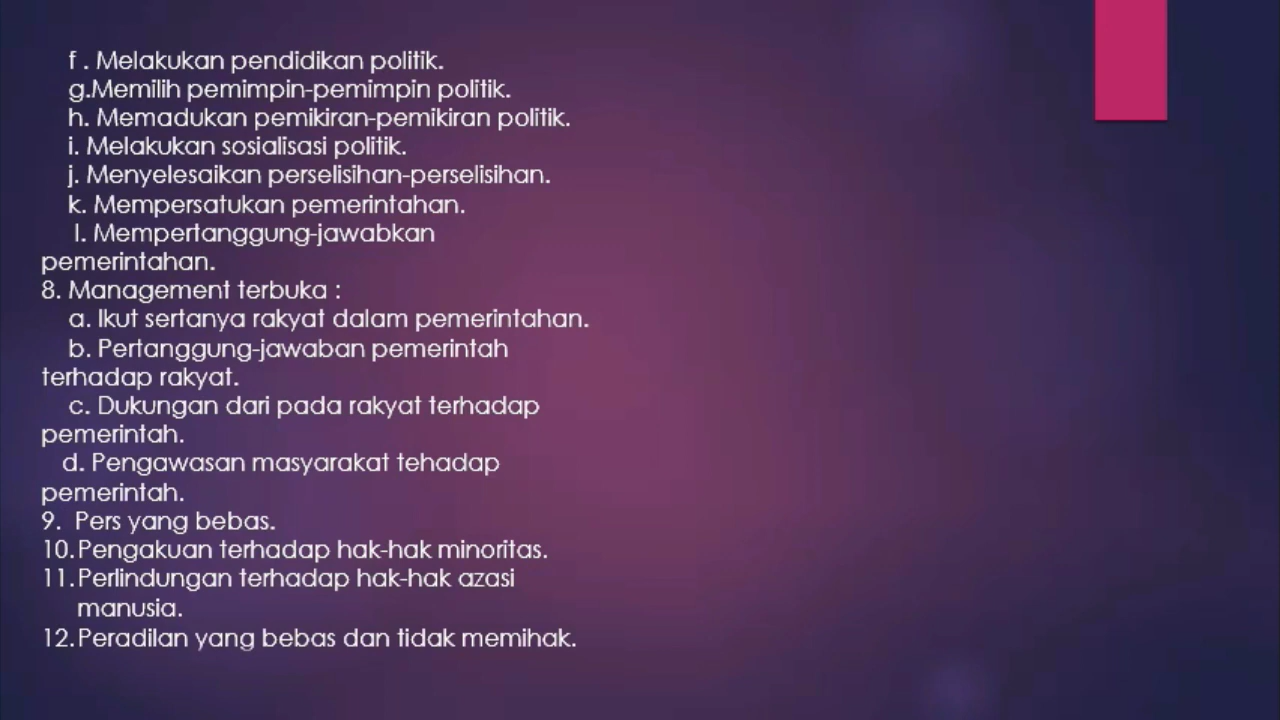 f . Melakukan pendidikan politik.
g.Memilih pemimpin-pemimpin politik.
h. Memadukan pemikiran-pemikiran politik.
i. Melakukan sosialisasi politik.
j. Menyelesaikan perselisihan-perselisihan.
k. Mempersatukan pemerintahan.
l. Mempertanggung-jawabkan
pemerintahan.
8. Management terbuka :
a. Ikut sertanya rakyat dalam pemerintahan.
b. Pertanggung-jawaban pemerintah
terhadap rakyat.
c. Dukungan dari pada rakyat terhadap
pemerintah.
d. Pengawasan masyarakat tehadap
pemerintah.
9. Pers yang bebas.
10.Pengakuan terhadap hak-hak minoritas.
11.Perlindungan terhadap hak-hak azasi
manusia.
12.Peradilan yang bebas dan tidak memihak.